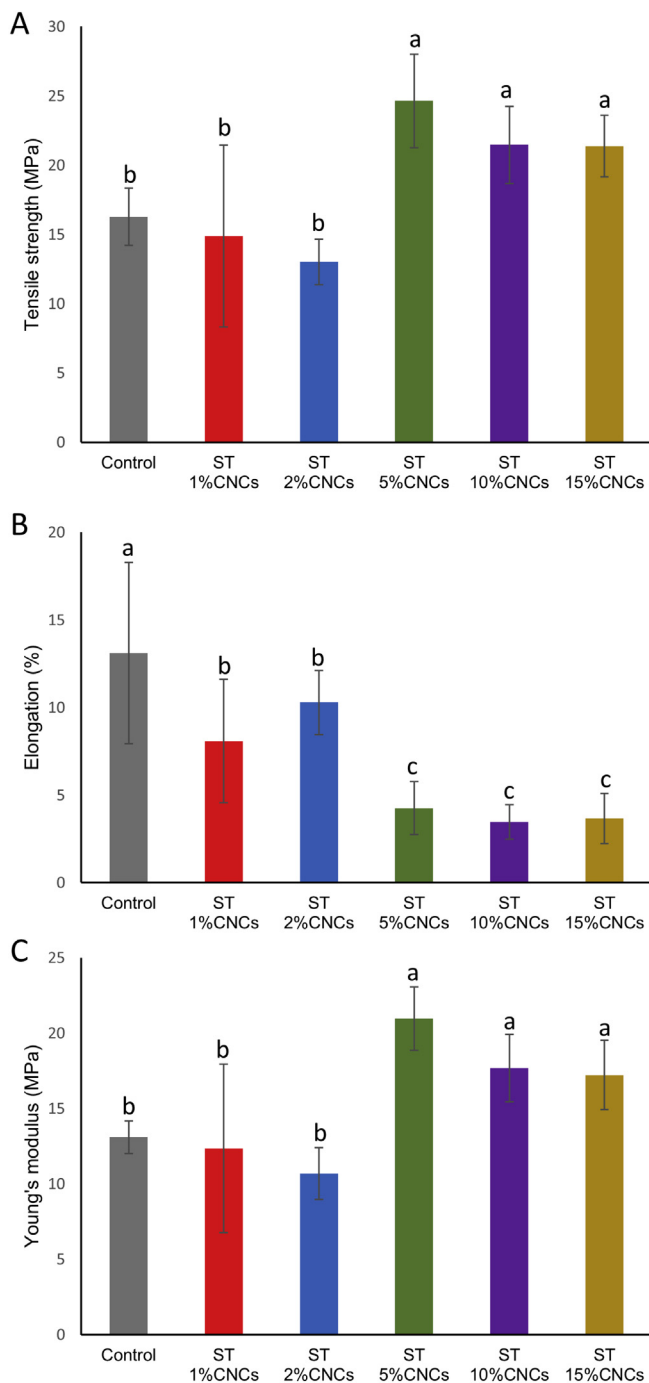 A
Tensile strength (MPa)
30
25
20
15
10
5
0
b
b
b
a
a
a
Control
ST
1%CNCs
ST
2%CNCs
ST
5%CNCs
ST
10%CNCs
ST
15%CNCs
B
Elongation (%)
20
15
10
5
0
a
b
b
c
c
c
Control
ST
1%CNCs
ST
2%CNCs
ST
5%CNCs
ST
10%CNCs
ST
15%CNCs
C
Young's modulus (MPa)
25
20
15
10
5
0
b
b
b
a
a
a
Control
ST
1%CNCs
ST
2%CNCs
ST
5%CNCs
ST
10%CNCs
ST
15%CNCs